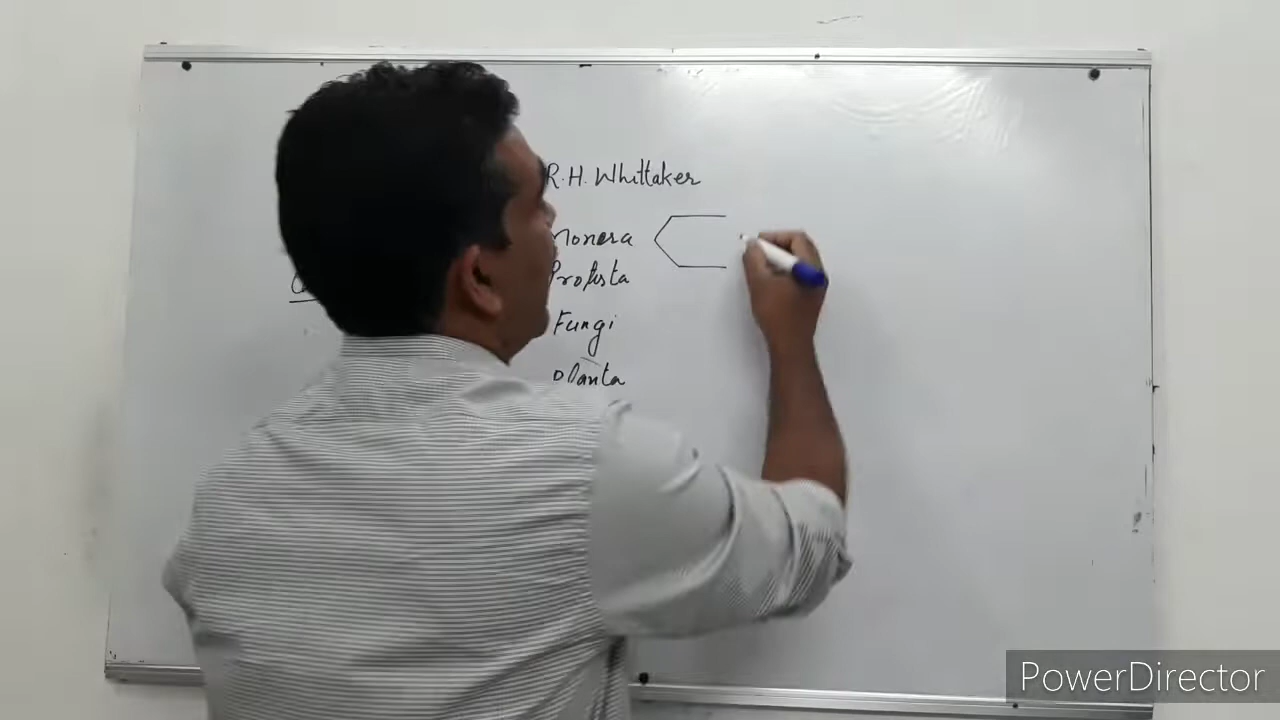 R.H. Whittaker
Monera
Protista
Fungi
Planta
PowerDirector